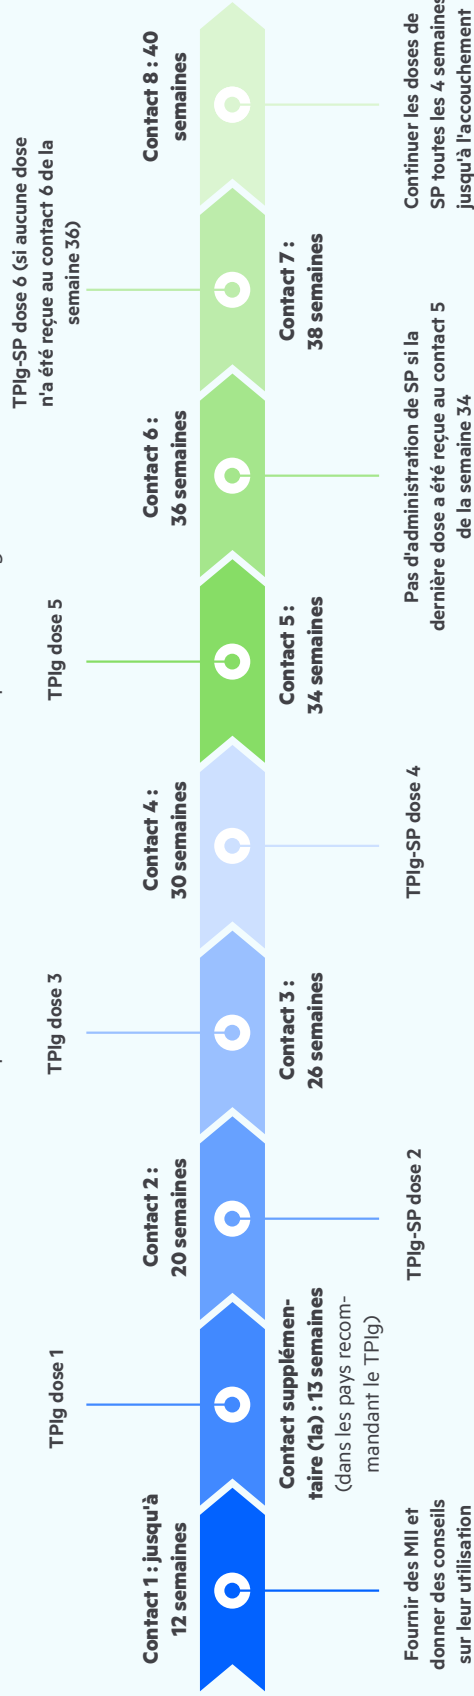 Contact 1 : jusqu'à
12 semaines
Fournir des MII et
donner des conseils
sur leur utilisation
TPIg dose 1
Contact supplémen-
taire (1a) : 13 semaines
(dans les pays recom-
mandant le TPIg)
Contact 2 :
20 semaines
TPIg-SP dose 2
TPIg dose 3
Contact 3 :
26 semaines
Contact 4 :
30 semaines
TPIg-SP dose 4
TPIg dose 5
Contact 5 :
34 semaines
Contact 6 :
36 semaines
Pas d'administration de SP si la
dernière dose a été reçue au contact 5
de la semaine 34
TPIg-SP dose 6 (si aucune dose
n'a été reçue au contact 6 de la
semaine 36)
Contact 7 :
38 semaines
Contact 8 : 40
semaines
Continuer les doses de
SP toutes les 4 semaines
jusqu'à l'accouchement